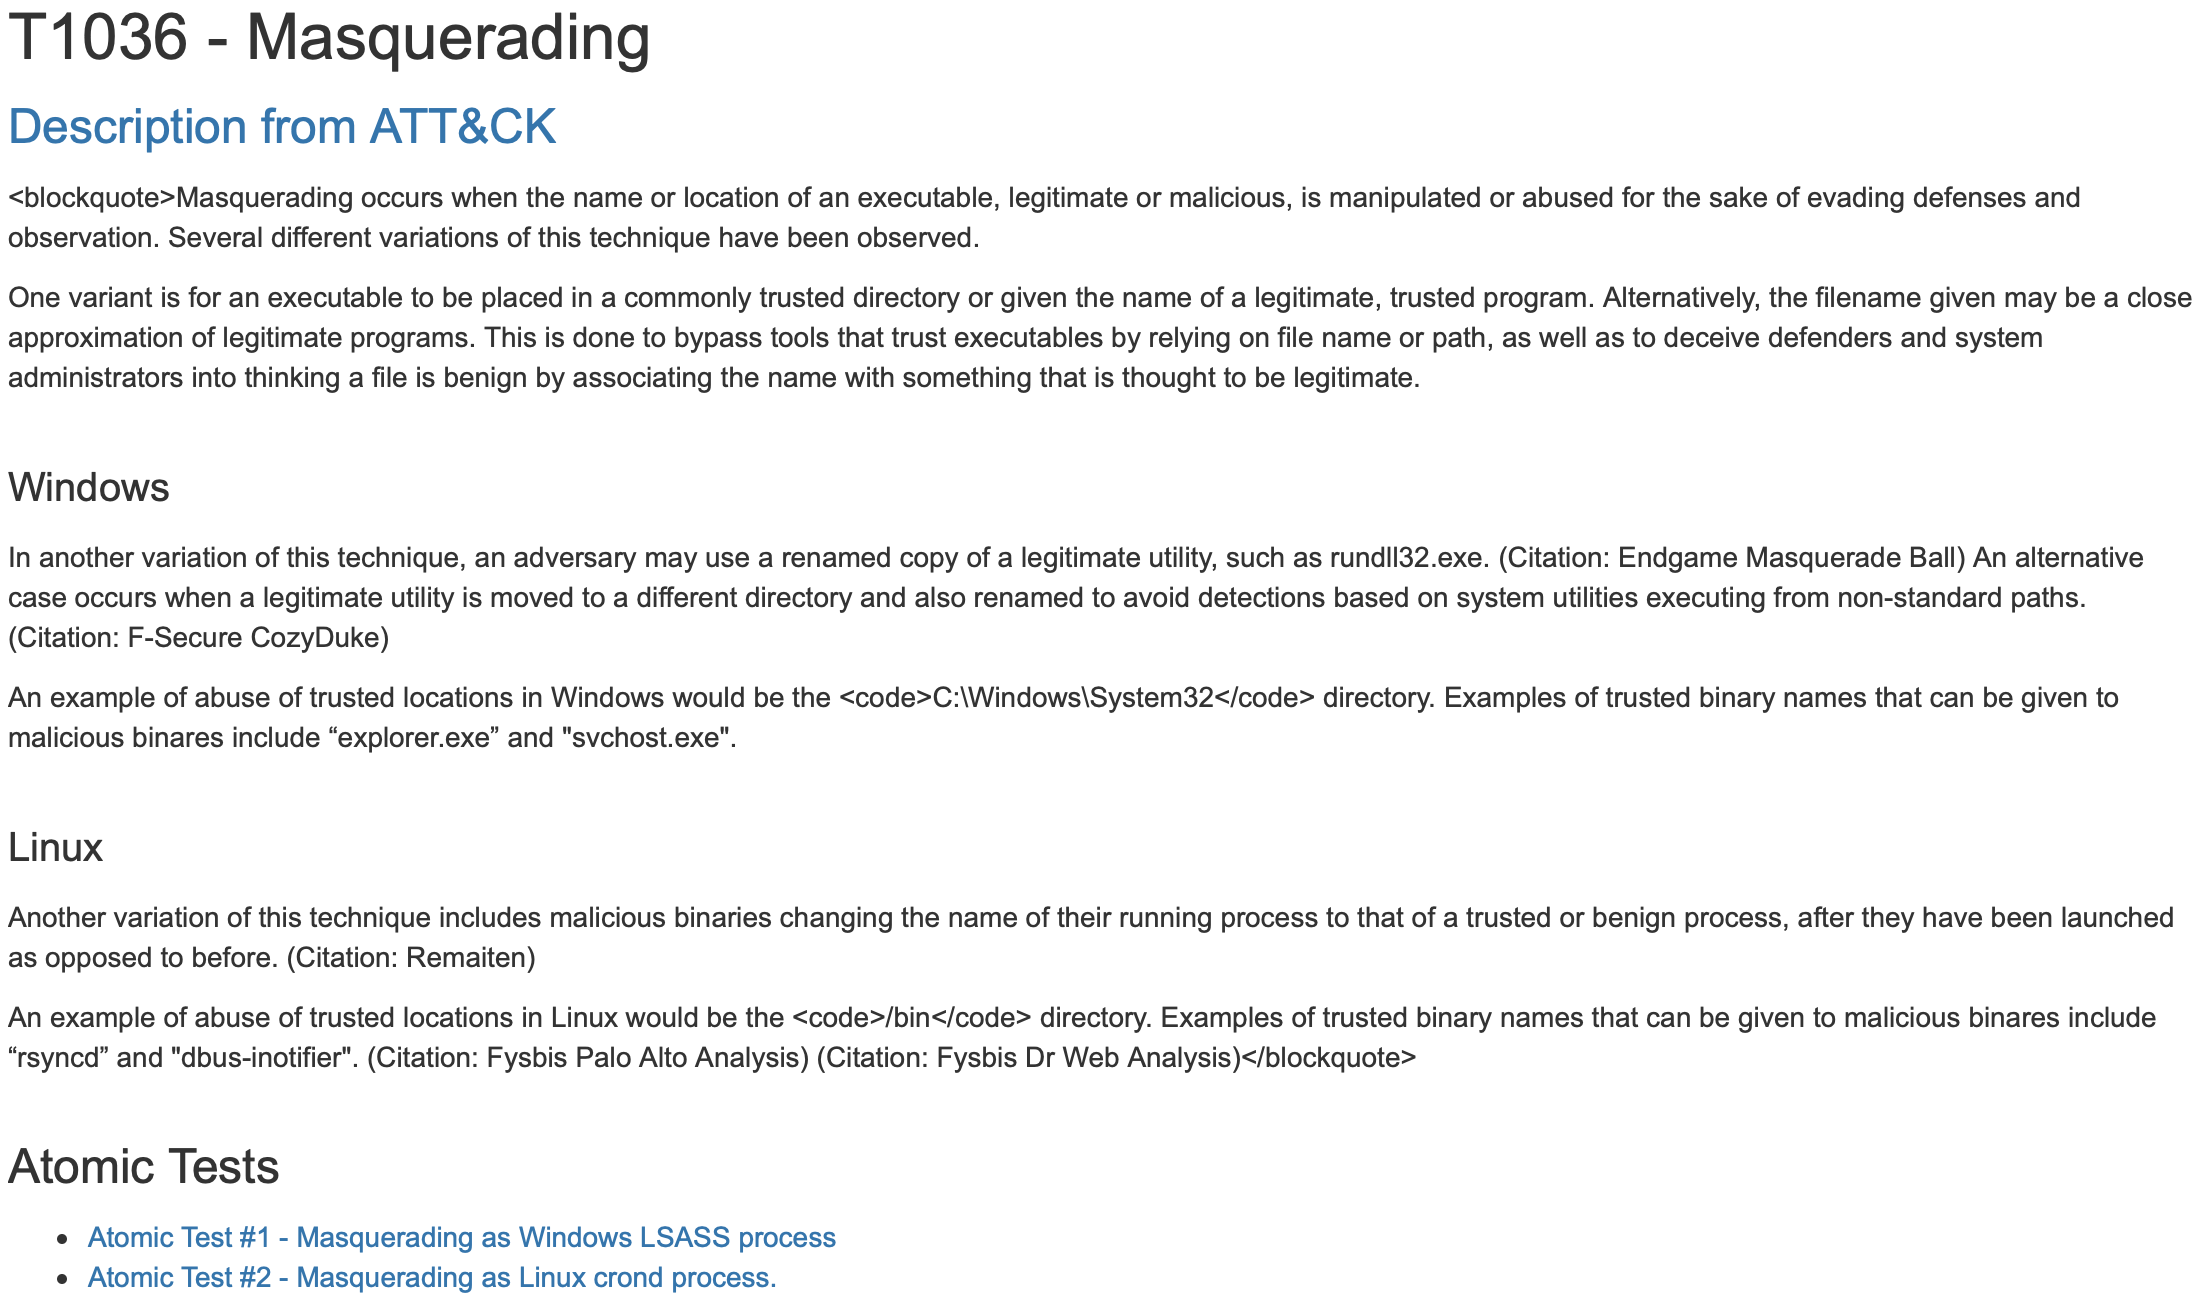 T1036 - Masquerading
Description from ATT&CK
<blockquote>Masquerading occurs when the name or location of an executable, legitimate or malicious, is manipulated or abused for the sake of evading defenses and
observation. Several different variations of this technique have been observed.
One variant is for an executable to be placed in a commonly trusted directory or given the name of a legitimate, trusted program. Alternatively, the filename given may be a close
approximation of legitimate programs. This is done to bypass tools that trust executables by relying on file name or path, as well as to deceive defenders and system
administrators into thinking a file is benign by associating the name with something that is thought to be legitimate.
Windows
In another variation of this technique, an adversary may use a renamed copy of a legitimate utility, such as rundll32.exe. (Citation: Endgame Masquerade Ball) An alternative
case occurs when a legitimate utility is moved to a different directory and also renamed to avoid detections based on system utilities executing from non-standard paths.
(Citation: F-Secure CozyDuke)
An example of abuse of trusted locations in Windows would be the <code>C:\Windows\System32</code> directory. Examples of trusted binary names that can be given to
malicious binares include “explorer.exe” and "svchost.exe".
Linux
Another variation of this technique includes malicious binaries changing the name of their running process to that of a trusted or benign process, after they have been launched
as opposed to before. (Citation: Remaiten)
An example of abuse of trusted locations in Linux would be the <code>/bin</code> directory. Examples of trusted binary names that can be given to malicious binares include
“rsyncd” and "dbus-inotifier". (Citation: Fysbis Palo Alto Analysis) (Citation: Fysbis Dr Web Analysis)</blockquote>
Atomic Tests
• Atomic Test #1 - Masquerading as Windows LSASS process
• Atomic Test #2 - Masquerading as Linux crond process.